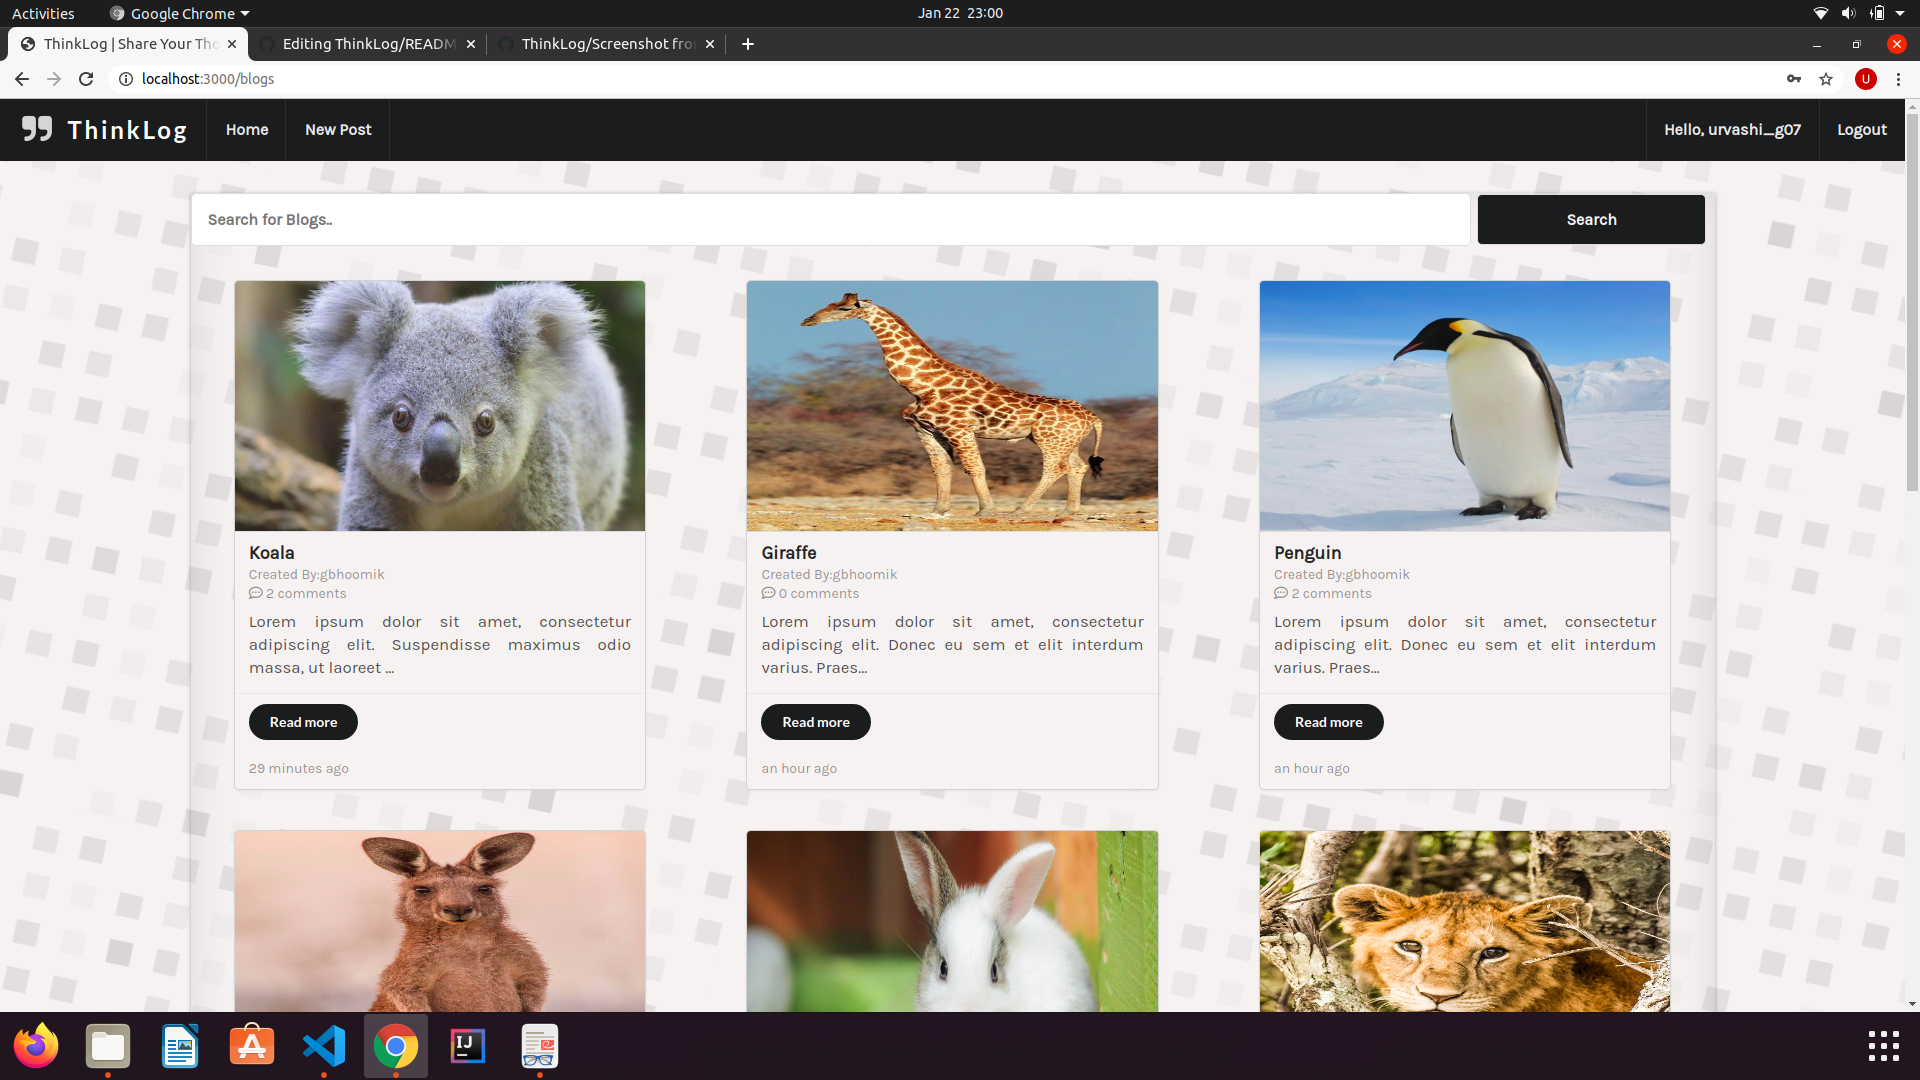 Activities
Google Chrome
Jan 22 23:00
ThinkLog | Share Your Tho
Editing ThinkLog/READM
ThinkLog/Screenshot fro
localhost:3000/blogs
U
ThinkLog
Home
New Post
Hello, urvashi_g07
Logout
Search for Blogs..
Search
Koala
Created By:gbhoomik
2 comments
Lorem ipsum dolor sit amet, consectetur
adipiscing elit. Suspendisse maximus odio
massa, ut laoreet ...
Read more
29 minutes ago
Giraffe
Created By:gbhoomik
0 comments
Lorem ipsum dolor sit amet, consectetur
adipiscing elit. Donec eu sem et elit interdum
varius. Praes...
Read more
an hour ago
Penguin
Created By:gbhoomik
2 comments
Lorem ipsum dolor sit amet, consectetur
adipiscing elit. Donec eu sem et elit interdum
varius. Praes...
Read more
an hour ago
IJ